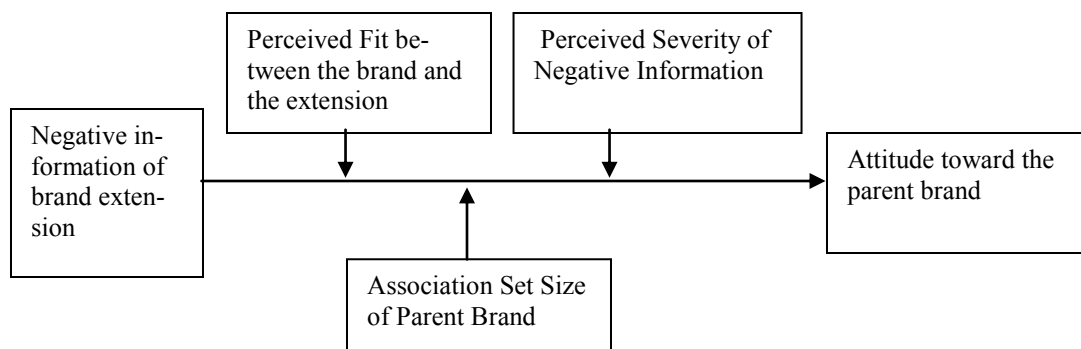 Perceived Fit be-
tween the brand and
the extension
Perceived Severity of
Negative Information
Negative in-
formation of
brand exten-
sion
Attitude toward the
parent brand
Association Set Size
of Parent Brand